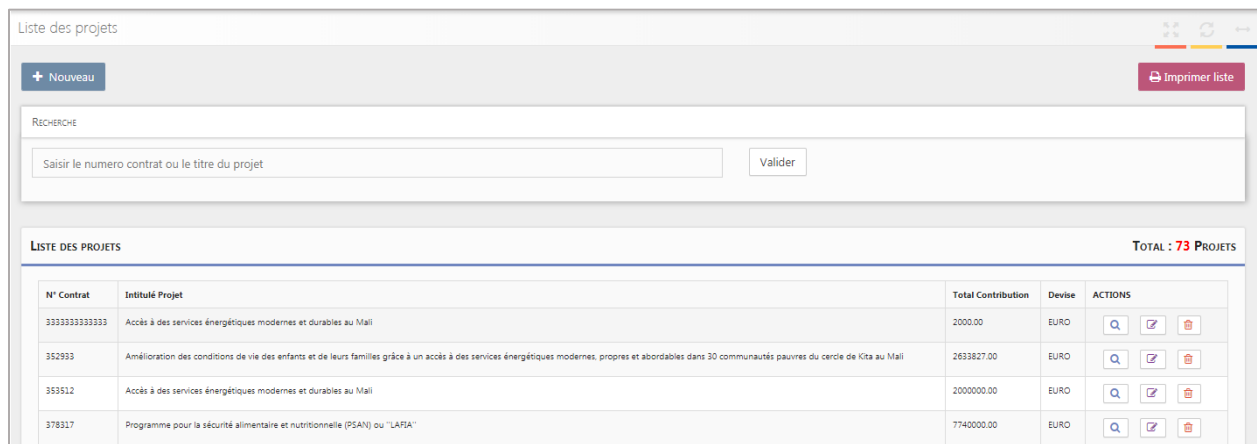 Liste des projets
Nouveau
Imprimer liste
RECHERCHE
Saisir le numero contrat ou le titre du projet
Valider
LISTE DES PROJETS
TOTAL : 73 PROJETS
N° Contrat Intitulé Projet Total Contribution Devise ACTIONS
3333333333333 Accès à des services énergétiques modernes et durables au Mali 2000.00 EURO
352933 Amélioration des conditions de vie des enfants et de leurs familles grâce à un accès à des services énergétiques modernes, propres et abordables dans 30 communautés pauvres du cercle de Kita au Mali 2633827.00 EURO
353512 Accès à des services énergétiques modernes et durables au Mali 2000000.00 EURO
378317 Programme pour la sécurité alimentaire et nutritionnelle (PSAN) ou "LAFIA" 7740000.00 EURO